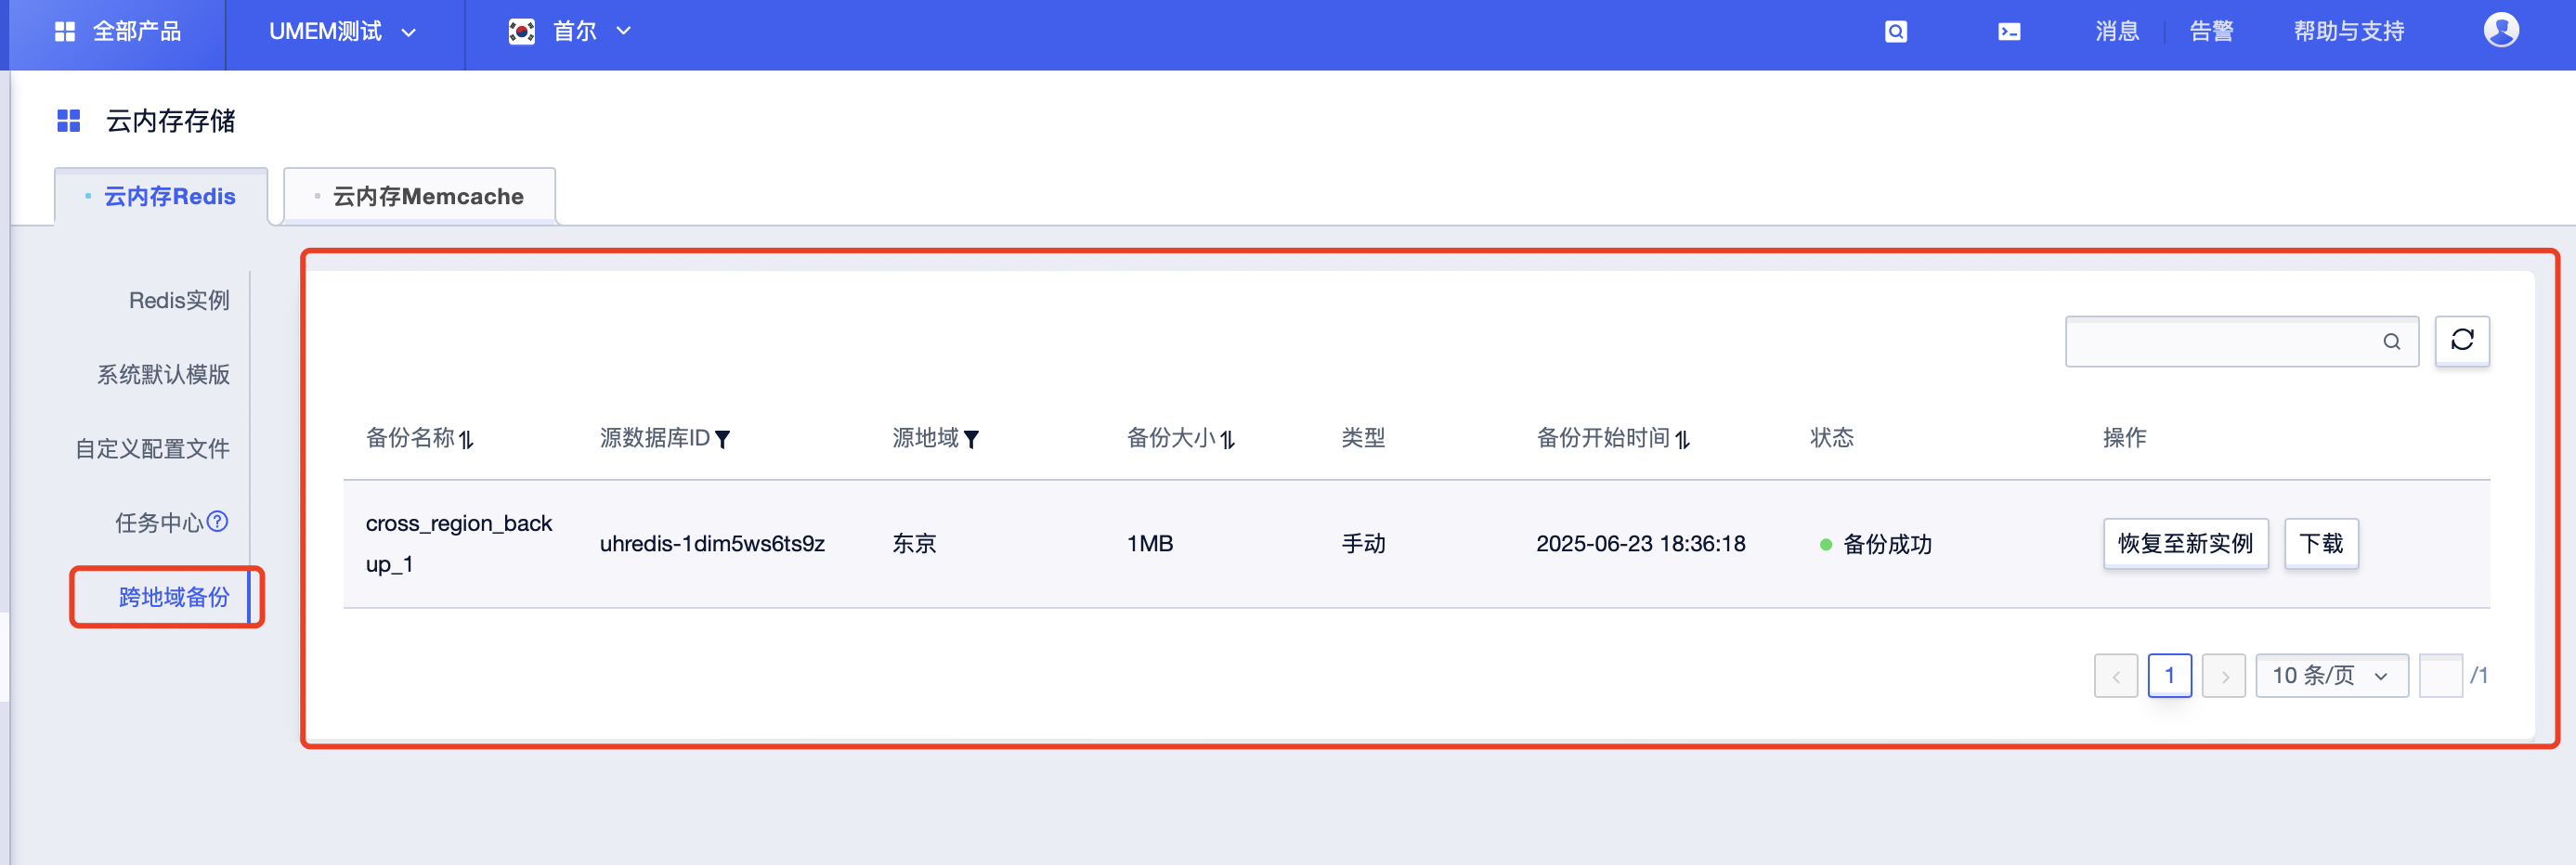 全部产品
UMEM测试
首尔
消息
告警
帮助与支持
云内存存储
云内存Redis
云内存Memcache
Redis实例
系统默认模版
自定义配置文件
任务中心
跨地域备份
备份名称 源数据库ID 源地域 备份大小 类型 备份开始时间 状态 操作
cross_region_back
up_1
uhredis-1dim5ws6ts9z 东京 1MB 手动 2025-06-23 18:36:18 备份成功 恢复至新实例 下载
1 10 条/页 /1